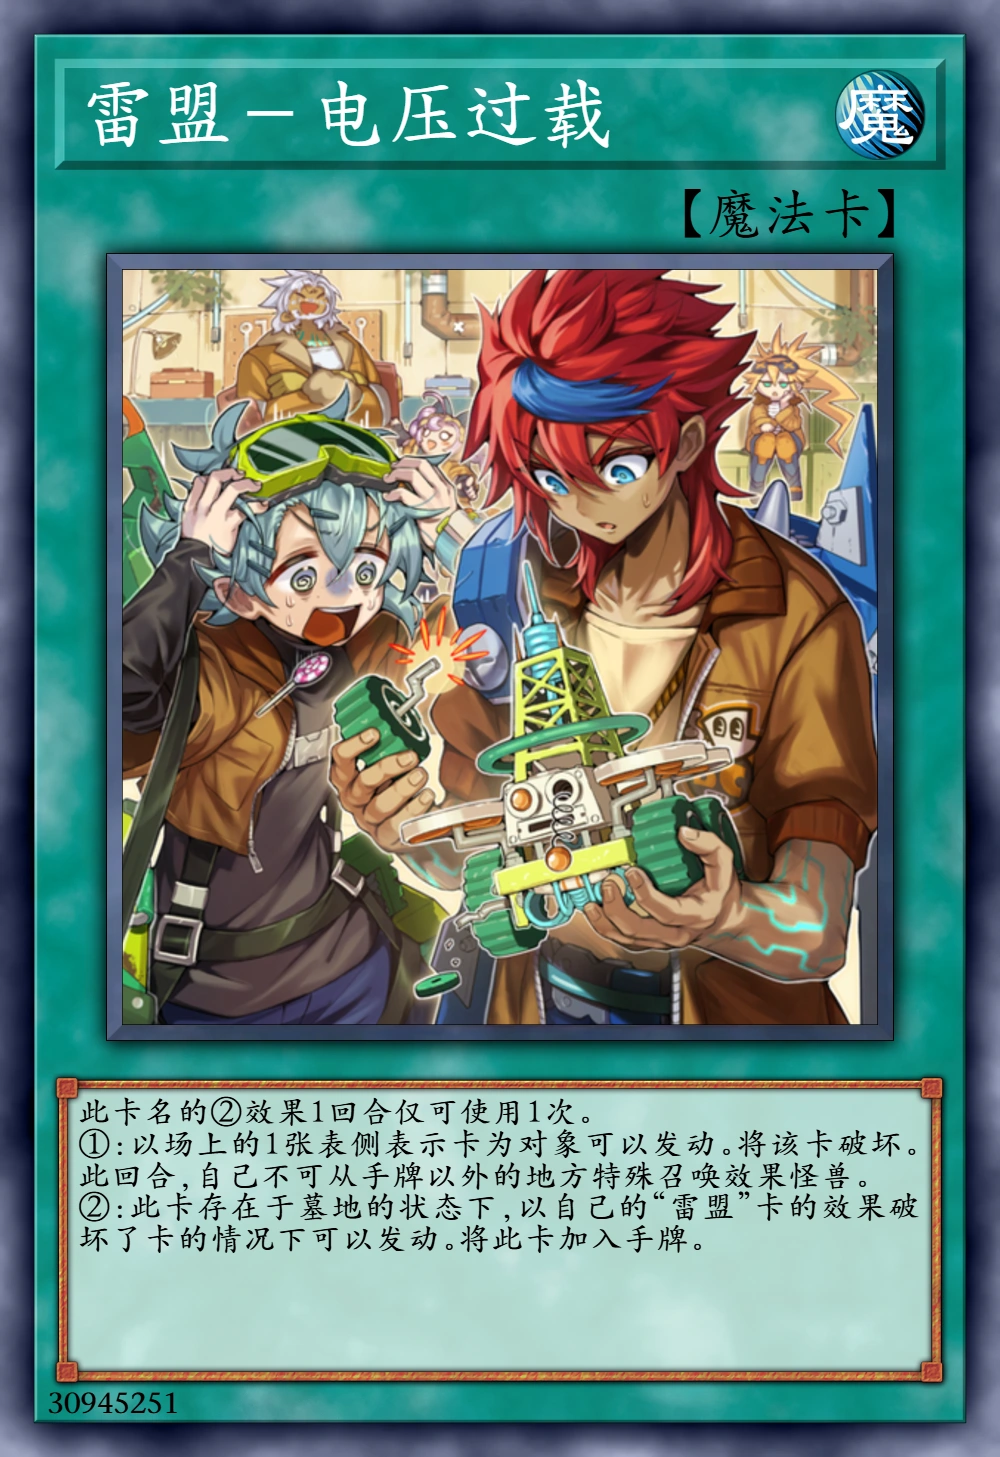 雷盟－电压过载
魔
【魔法卡】
此卡名的②效果1回合仅可使用1次。
①：以场上的1张表侧表示卡为对象可以发动。将该卡破坏。
此回合，自己不可从手牌以外的地方特殊召唤效果怪兽。
②：此卡存在于墓地的状态下，以自己的“雷盟”卡的效果破
坏了卡的情况下可以发动。将此卡加入手牌。
30945251